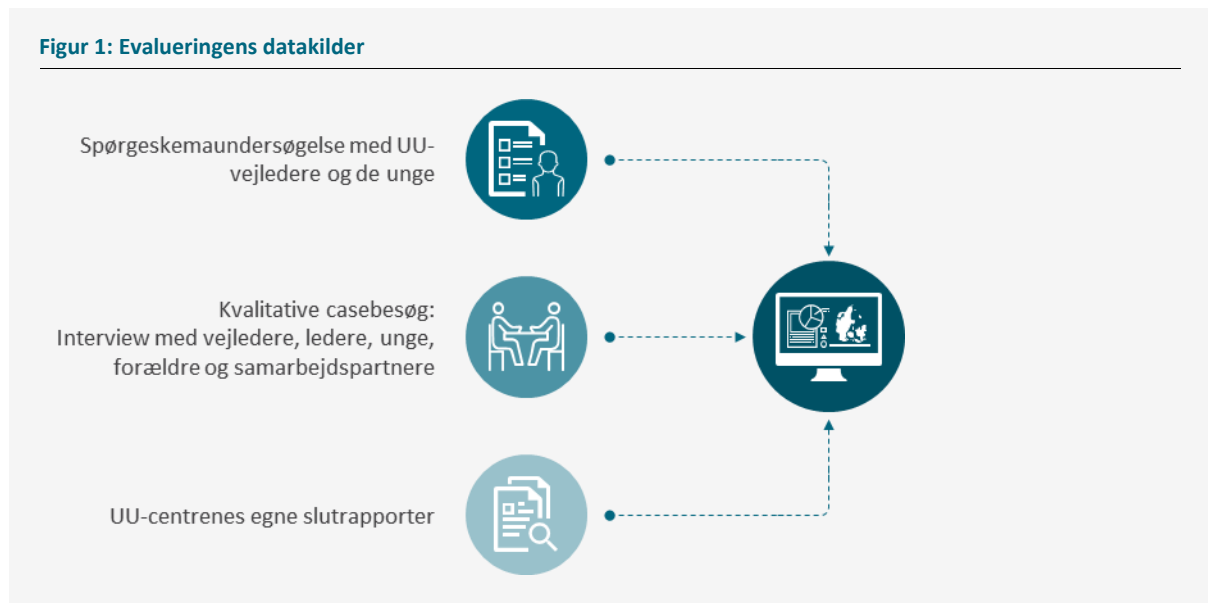 Figur 1: Evalueringens datakilder
Spørgeskemaundersøgelse med UU-
vejledere og de unge
Kvalitative casebesøg:
Interview med vejledere, ledere, unge,
forældre og samarbejdspartnere
UU-centrenes egne slutrapporter